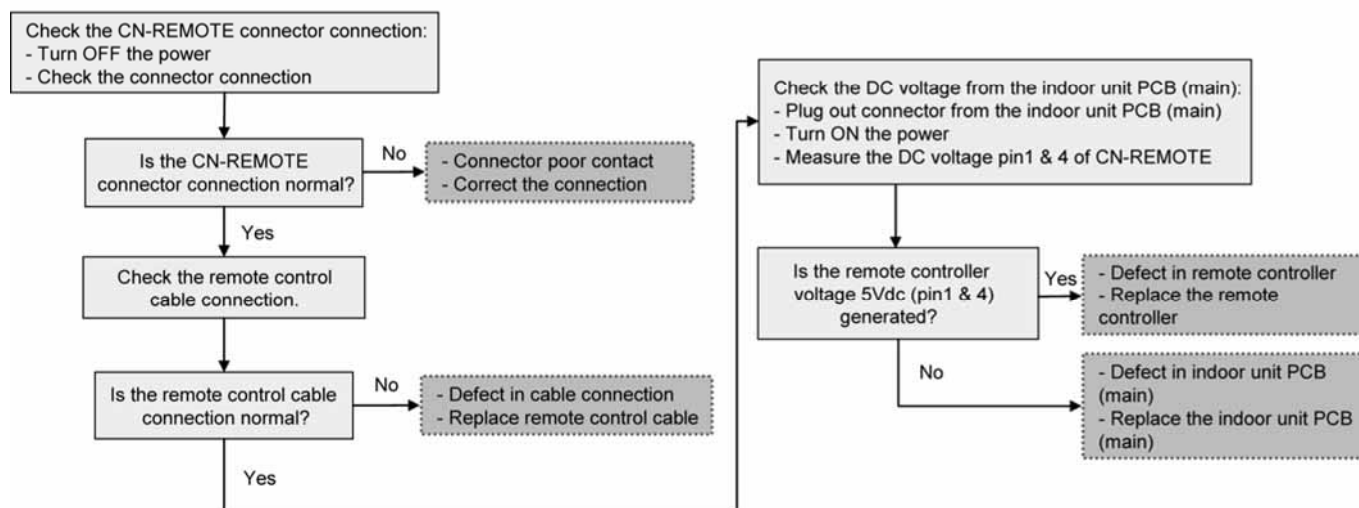 Check the CN-REMOTE connector connection:
- Turn OFF the power
- Check the connector connection
Is the CN-REMOTE
connector connection normal?
No
- Connector poor contact
- Correct the connection
Yes
Check the remote control
cable connection.
Is the remote control cable
connection normal?
No
- Defect in cable connection
- Replace remote control cable
Yes
Check the DC voltage from the indoor unit PCB (main):
- Plug out connector from the indoor unit PCB (main)
- Turn ON the power
- Measure the DC voltage pin1 & 4 of CN-REMOTE
Is the remote controller
voltage 5Vdc (pin1 & 4)
generated?
Yes
- Defect in remote controller
- Replace the remote
controller
No
- Defect in indoor unit PCB
(main)
- Replace the indoor unit PCB
(main)